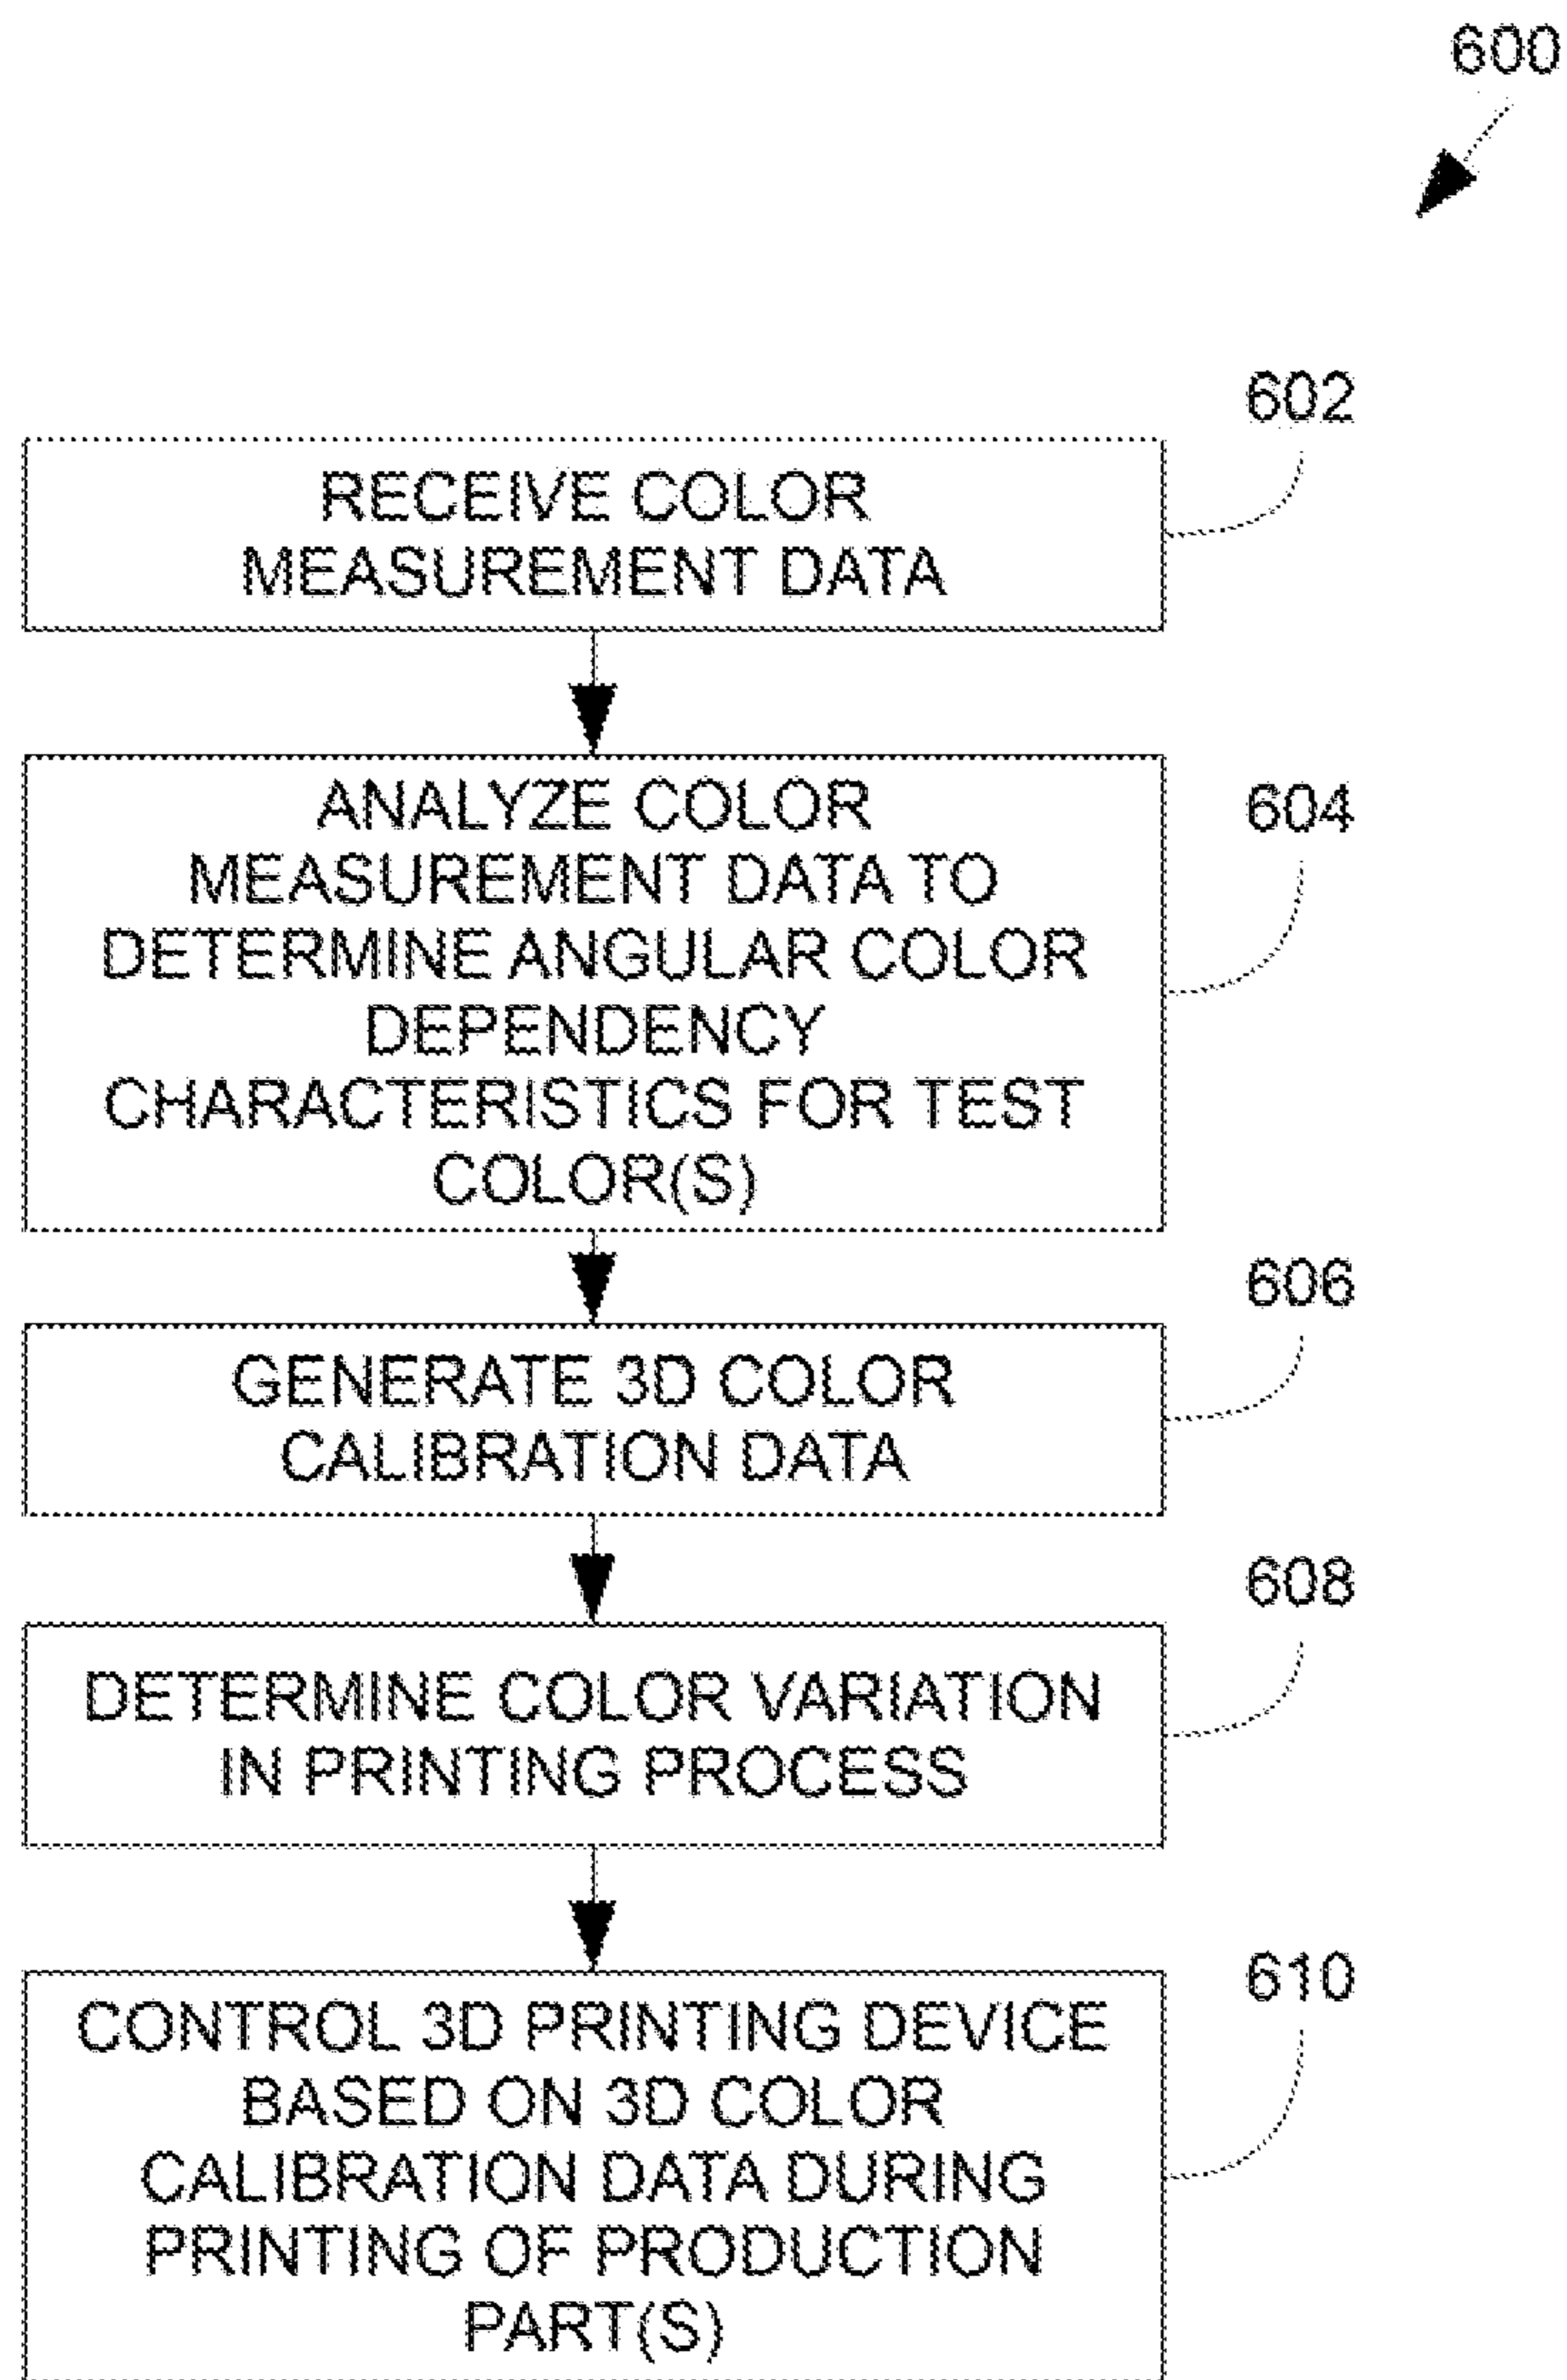 600
602
RECEIVE COLOR
MEASUREMENT DATA
604
ANALYZE COLOR
MEASUREMENT DATA TO
DETERMINE ANGULAR COLOR
DEPENDENCY
CHARACTERISTICS FOR TEST
COLOR(S)
606
GENERATE 3D COLOR
CALIBRATION DATA
608
DETERMINE COLOR VARIATION
IN PRINTING PROCESS
610
CONTROL 3D PRINTING DEVICE
BASED ON 3D COLOR
CALIBRATION DATA DURING
PRINTING OF PRODUCTION
PART(S)